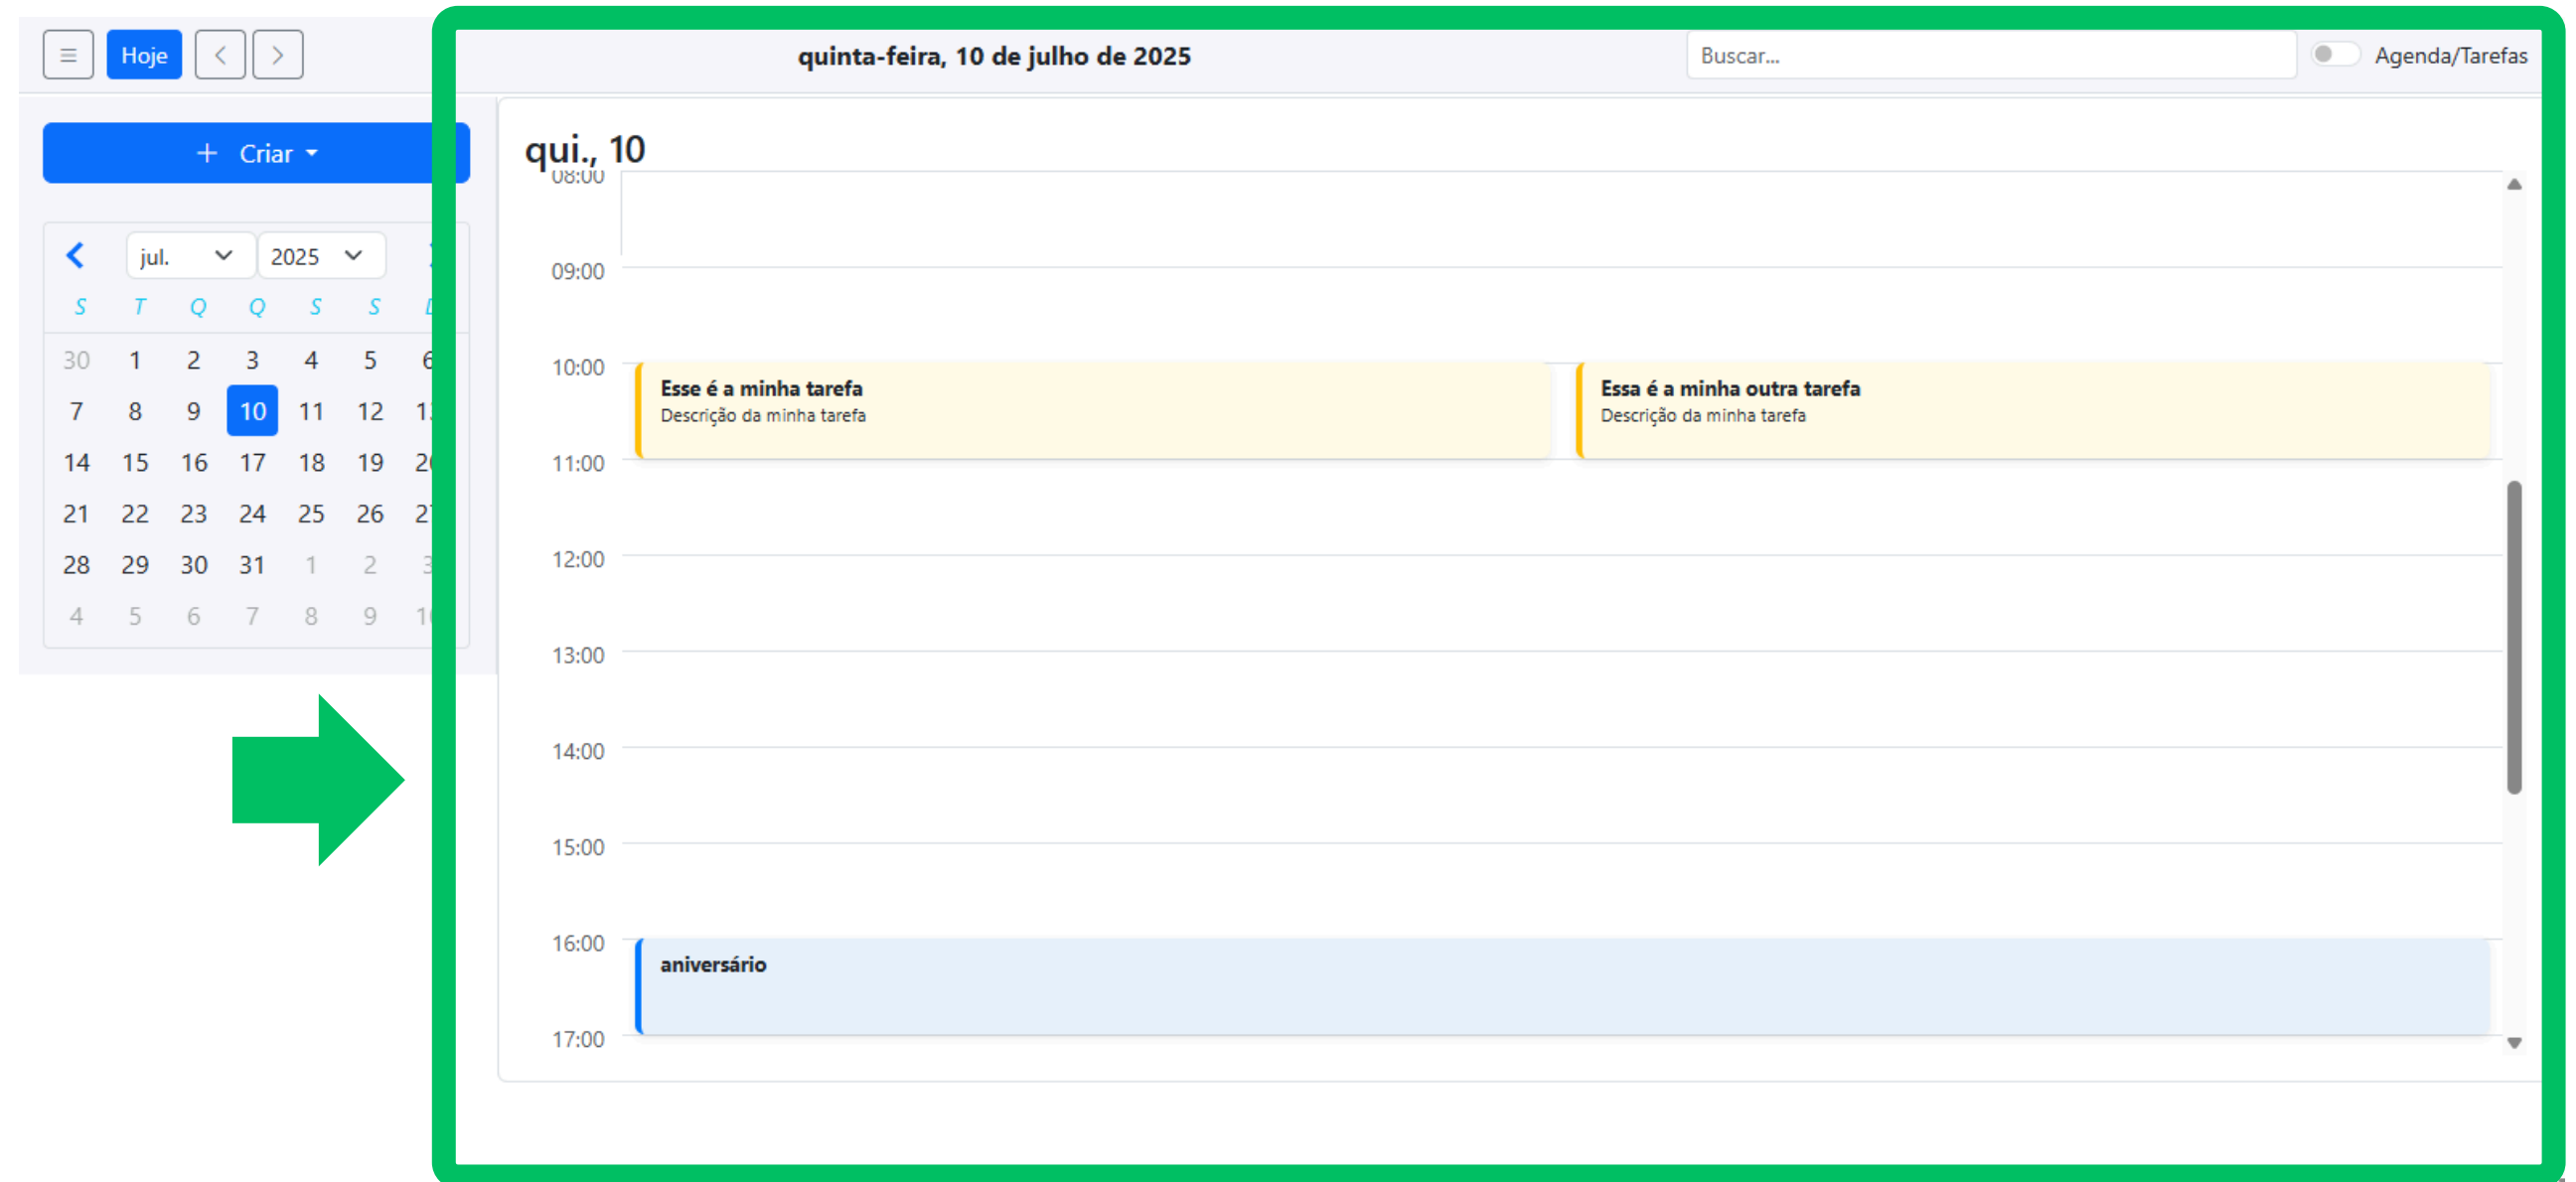 Hoje
quinta-feira, 10 de julho de 2025
Buscar...
Agenda/Tarefas
+ Criar
jul. 2025
S T Q Q S S
30 1 2 3 4 5 6
7 8 9 10 11 12
14 15 16 17 18 19
21 22 23 24 25 26
28 29 30 31 1 2 3
4 5 6 7 8 9
qui., 10
08:00
09:00
10:00
Esse é a minha tarefa
Descrição da minha tarefa
Essa é a minha outra tarefa
Descrição da minha tarefa
11:00
12:00
13:00
14:00
15:00
16:00
aniversário
17:00